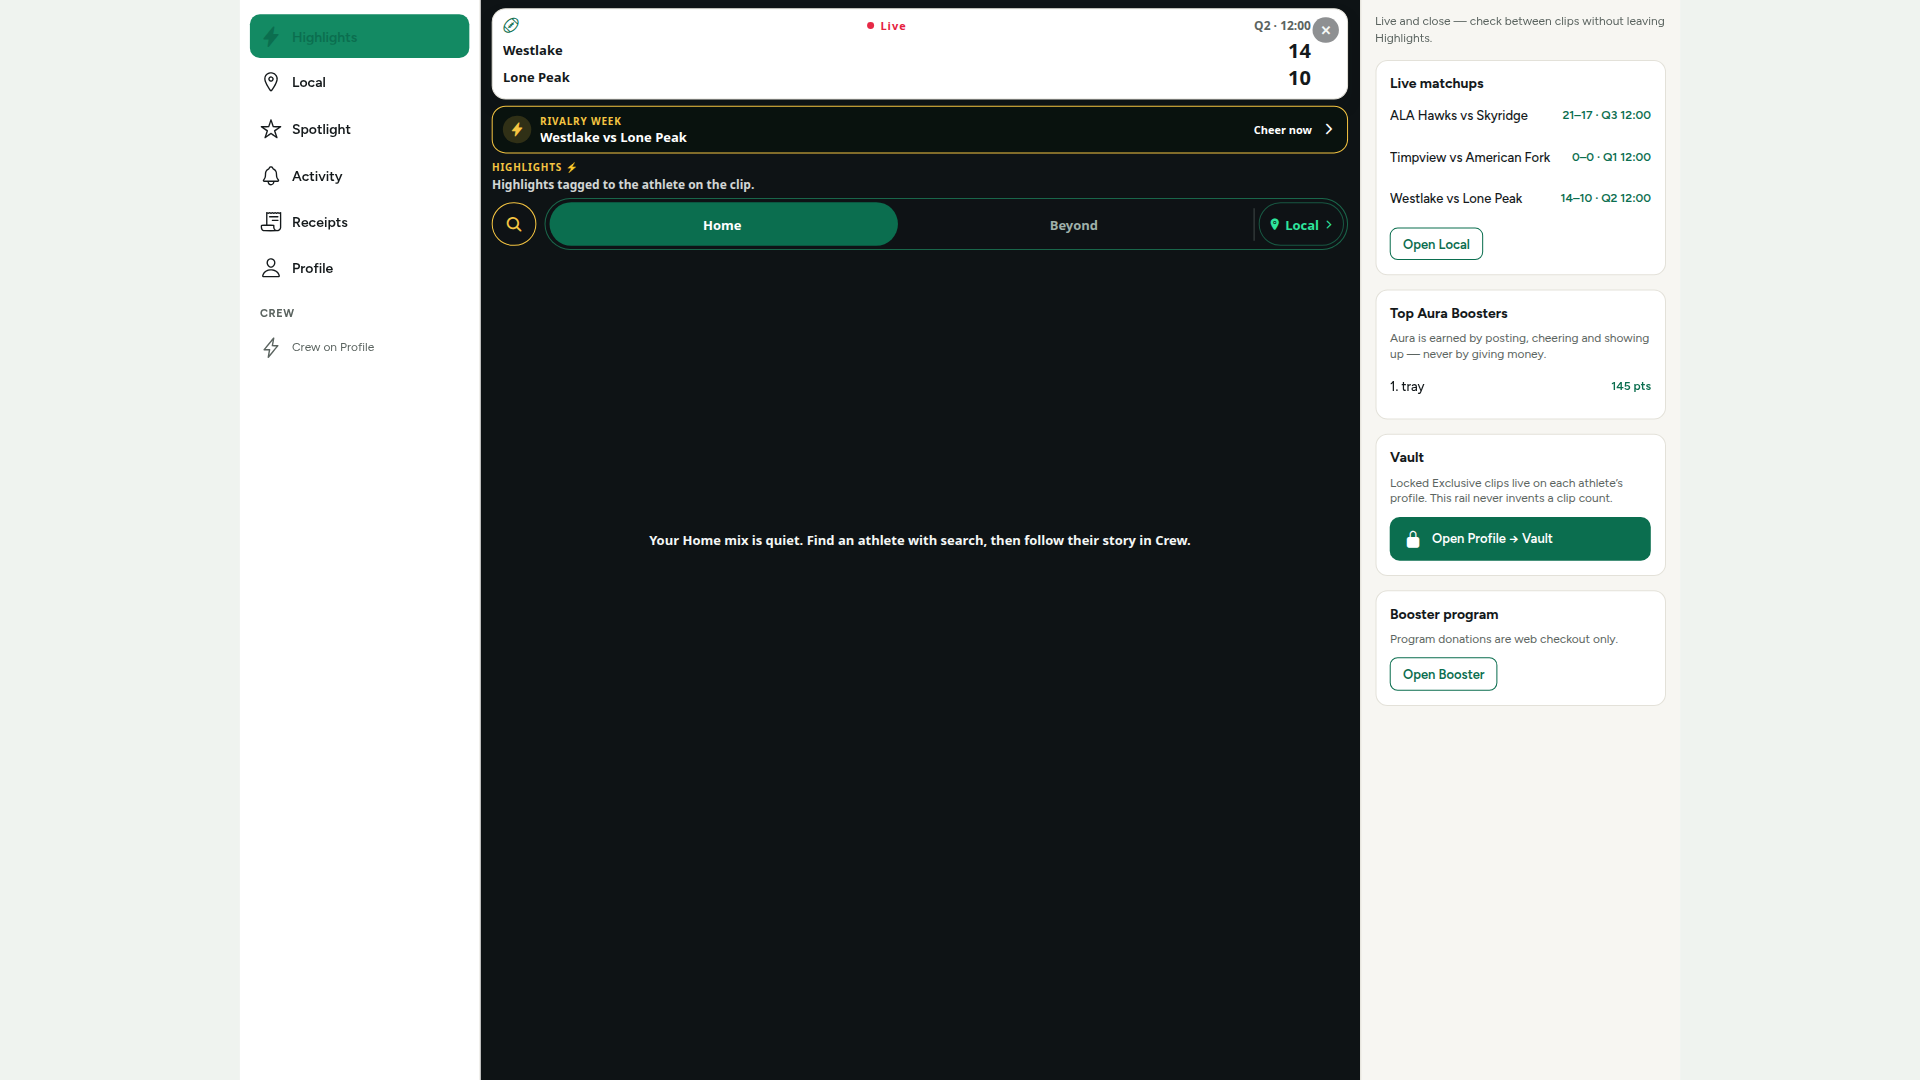 Highlights
Local
Spotlight
Activity
Receipts
Profile
CREW
Crew on Profile
Live
Q2 · 12:00
Westlake
14
Lone Peak
10
RIVALRY WEEK
Westlake vs Lone Peak
Cheer now
HIGHLIGHTS ⚡
Highlights tagged to the athlete on the clip.
Home
Beyond
Local
Your Home mix is quiet. Find an athlete with search, then follow their story in Crew.
Live and close — check between clips without leaving
Highlights.
Live matchups
ALA Hawks vs Skyridge
21–17 · Q3 12:00
Timpview vs American Fork
0–0 · Q1 12:00
Westlake vs Lone Peak
14–10 · Q2 12:00
Open Local
Top Aura Boosters
Aura is earned by posting, cheering and showing
up — never by giving money.
1. tray
145 pts
Vault
Locked Exclusive clips live on each athlete's
profile. This rail never invents a clip count.
Open Profile → Vault
Booster program
Program donations are web checkout only.
Open Booster